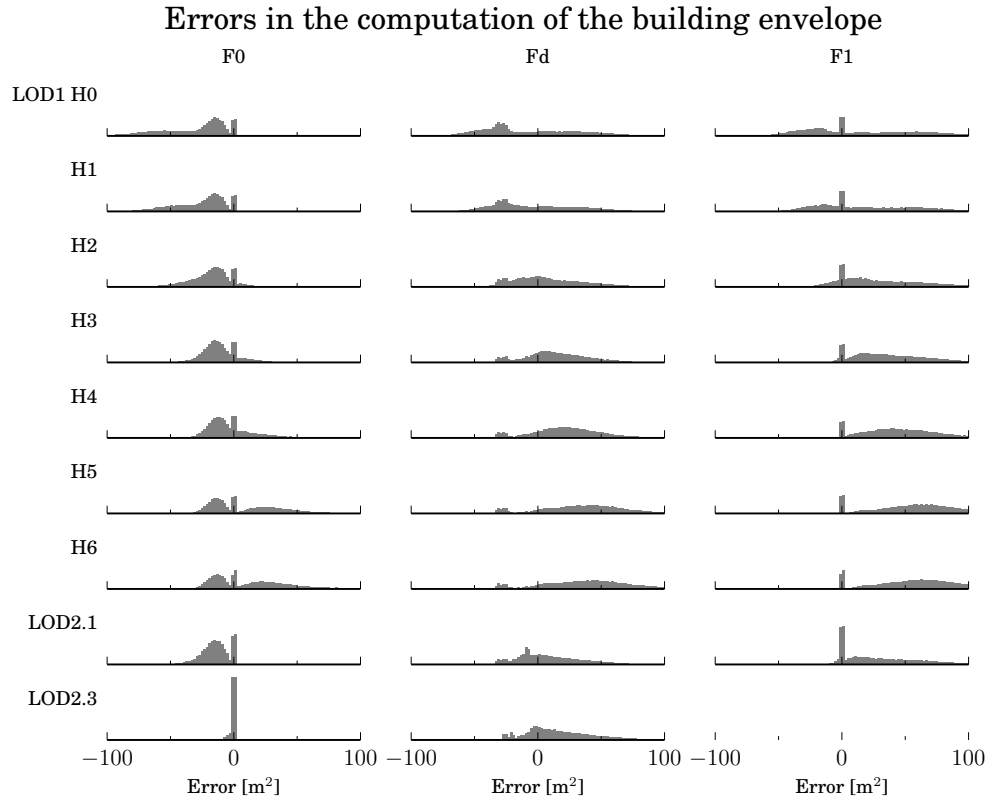 Errors in the computation of the building envelope
F0 Fd F1
LOD1 H0
H1
H2
H3
H4
H5
H6
LOD2.1
LOD2.3
−100 0 100 −100 0 100 −100 0 100
Error [m²] Error [m²] Error [m²]